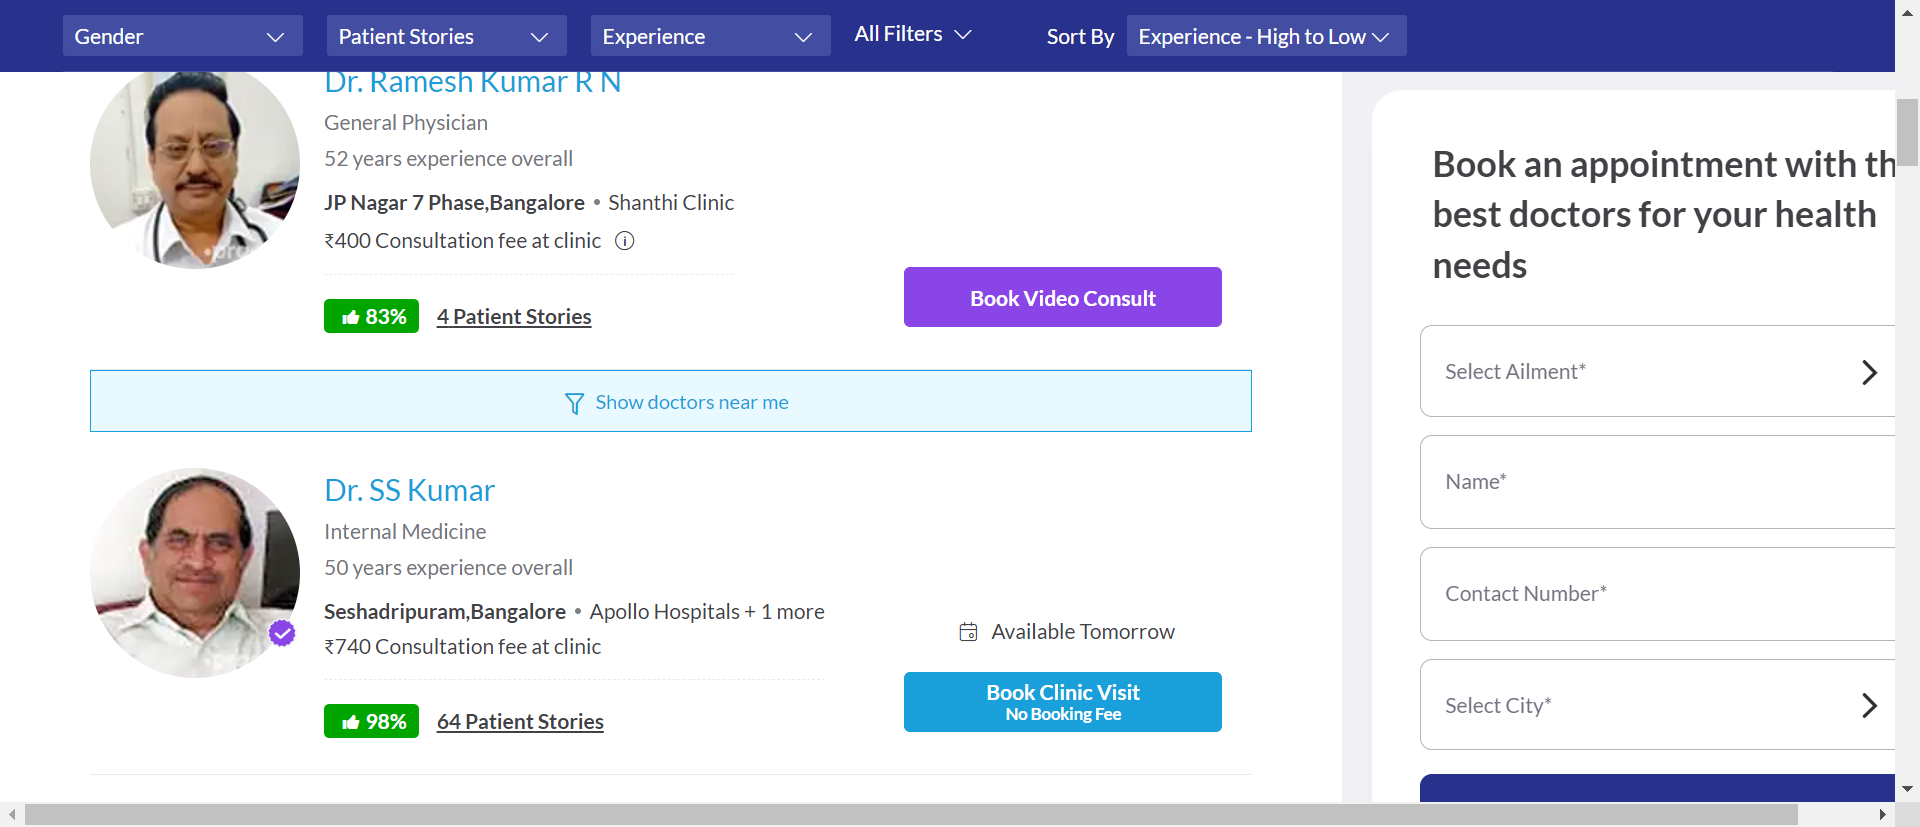 Gender
Patient Stories
Experience
All Filters
Sort By
Experience - High to Low
Dr. Ramesh Kumar R N
General Physician
52 years experience overall
JP Nagar 7 Phase,Bangalore • Shanthi Clinic
₹400 Consultation fee at clinic
83%
4 Patient Stories
Book Video Consult
Show doctors near me
Dr. SS Kumar
Internal Medicine
50 years experience overall
Seshadripuram,Bangalore • Apollo Hospitals + 1 more
₹740 Consultation fee at clinic
98%
64 Patient Stories
Available Tomorrow
Book Clinic Visit
No Booking Fee
Book an appointment with th
best doctors for your health
needs
Select Ailment*
Name*
Contact Number*
Select City*